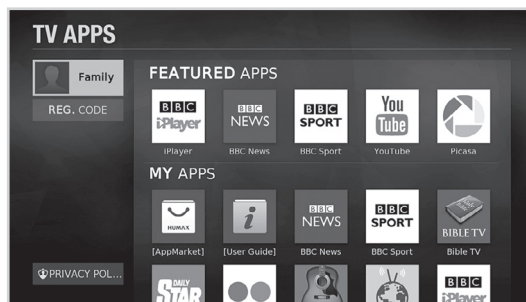 TV APPS
Family
REG. CODE
FEATURED APPS
BBC iPlayer
BBC NEWS
BBC SPORT
You Tube
iPlayer
BBC News
BBC Sport
YouTube
Picasa
MY APPS
HUMAX
i
BBC NEWS
BBC SPORT
Holy Bible
BIBLE TV
[AppMarket]
[User Guide]
BBC News
BBC Sport
Bible TV
PRIVACY POL...
DAILY STAR
BBC iPlayer